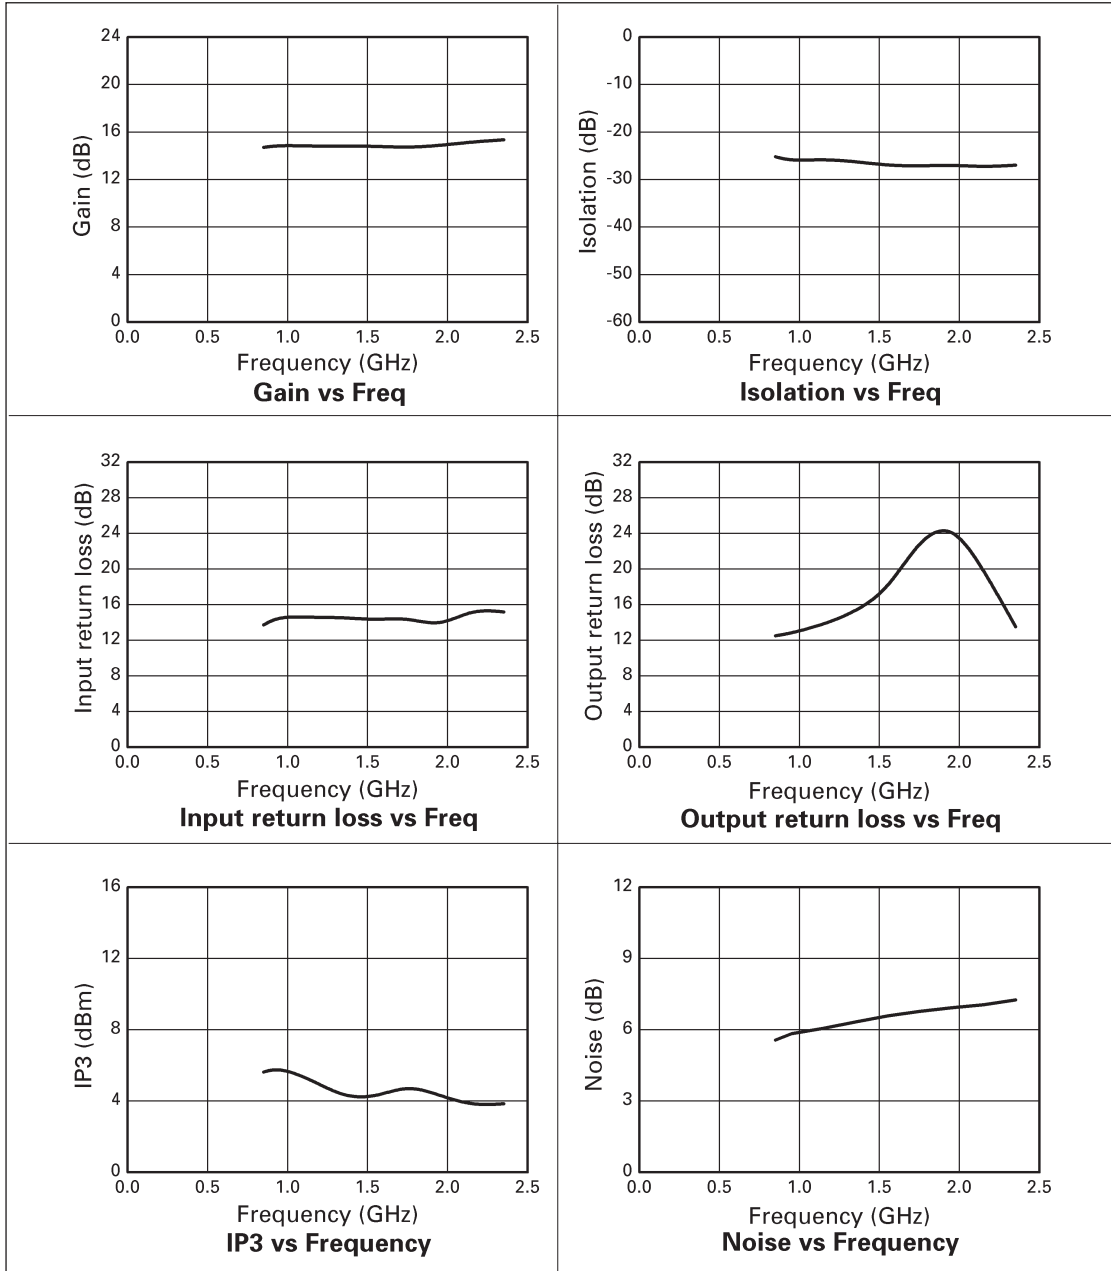 24
20
16
12
8
4
0
Gain (dB)
0.0 0.5 1.0 1.5 2.0 2.5
Frequency (GHz)
Gain vs Freq
0
-10
-20
-30
-40
-50
-60
Isolation (dB)
0.0 0.5 1.0 1.5 2.0 2.5
Frequency (GHz)
Isolation vs Freq
32
28
24
20
16
12
8
4
0
Input return loss (dB)
0.0 0.5 1.0 1.5 2.0 2.5
Frequency (GHz)
Input return loss vs Freq
32
28
24
20
16
12
8
4
0
Output return loss (dB)
0.0 0.5 1.0 1.5 2.0 2.5
Frequency (GHz)
Output return loss vs Freq
16
12
8
4
0
IP3 (dBm)
0.0 0.5 1.0 1.5 2.0 2.5
Frequency (GHz)
IP3 vs Frequency
12
9
6
3
0
Noise (dB)
0.0 0.5 1.0 1.5 2.0 2.5
Frequency (GHz)
Noise vs Frequency